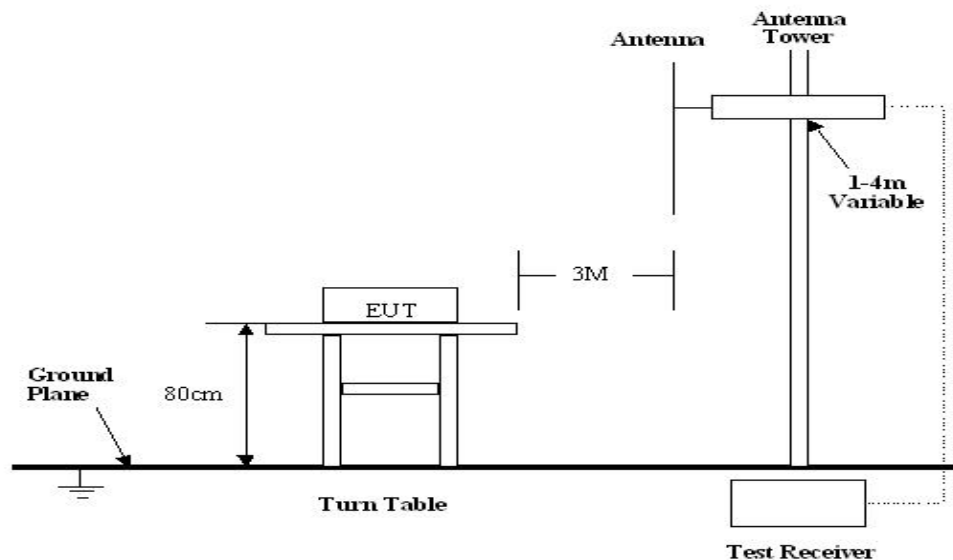 Antenna
Tower
Antenna
1-4m
Variable
3M
EUT
Ground
Plane
80cm
Turn Table
Test Receiver